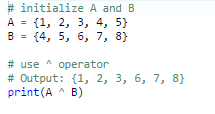 # initialize A and B
A = {1, 2, 3, 4, 5}
B = {4, 5, 6, 7, 8}
# use ^ operator
# Output: {1, 2, 3, 6, 7, 8}
print(A ^ B)